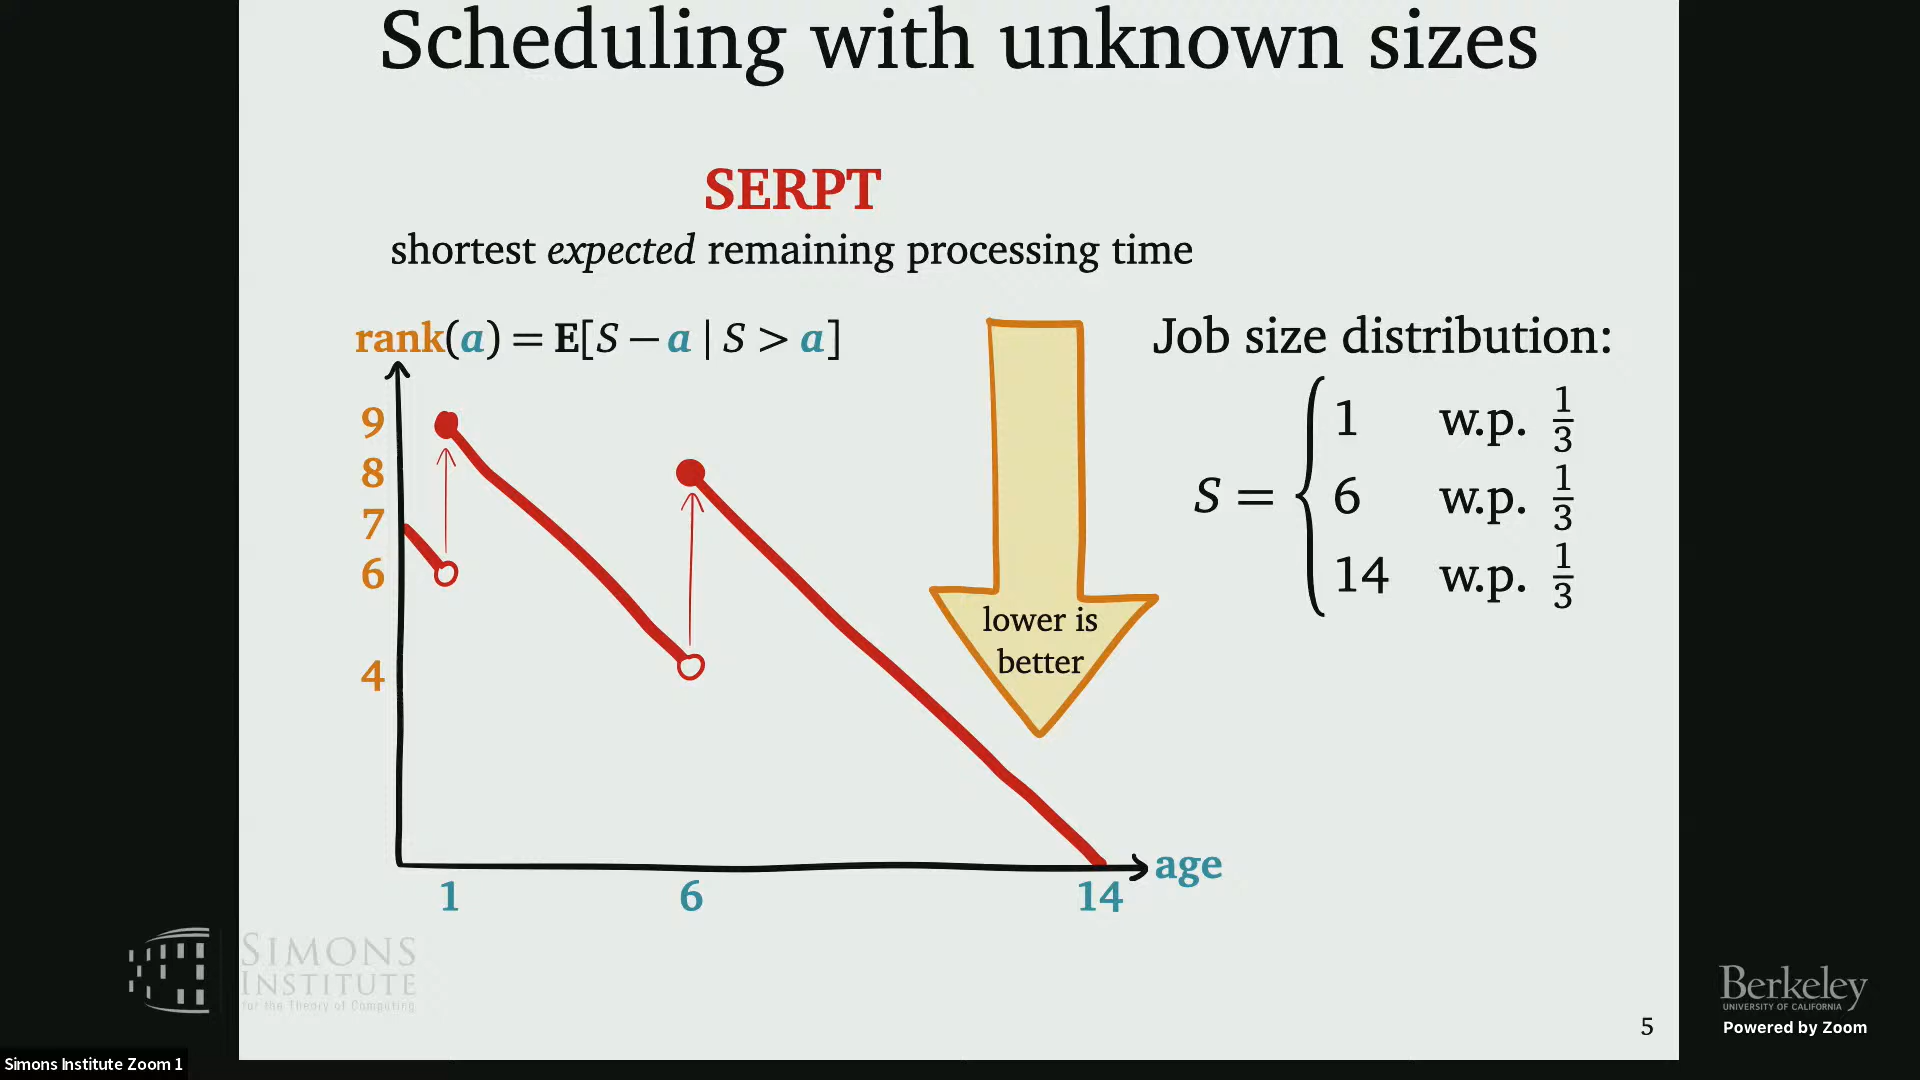 Scheduling with unknown sizes
SERPT
shortest expected remaining processing time
rank(a) = E[S − a | S > a]
9
8
7
6
4
1 6 14
age
lower is
better
Job size distribution:
S = {
1 w.p. 1/3
6 w.p. 1/3
14 w.p. 1/3
SIMONS
INSTITUTE
for the Theory of Computing
Berkeley
UNIVERSITY OF CALIFORNIA
Powered by Zoom
5
Simons Institute Zoom 1